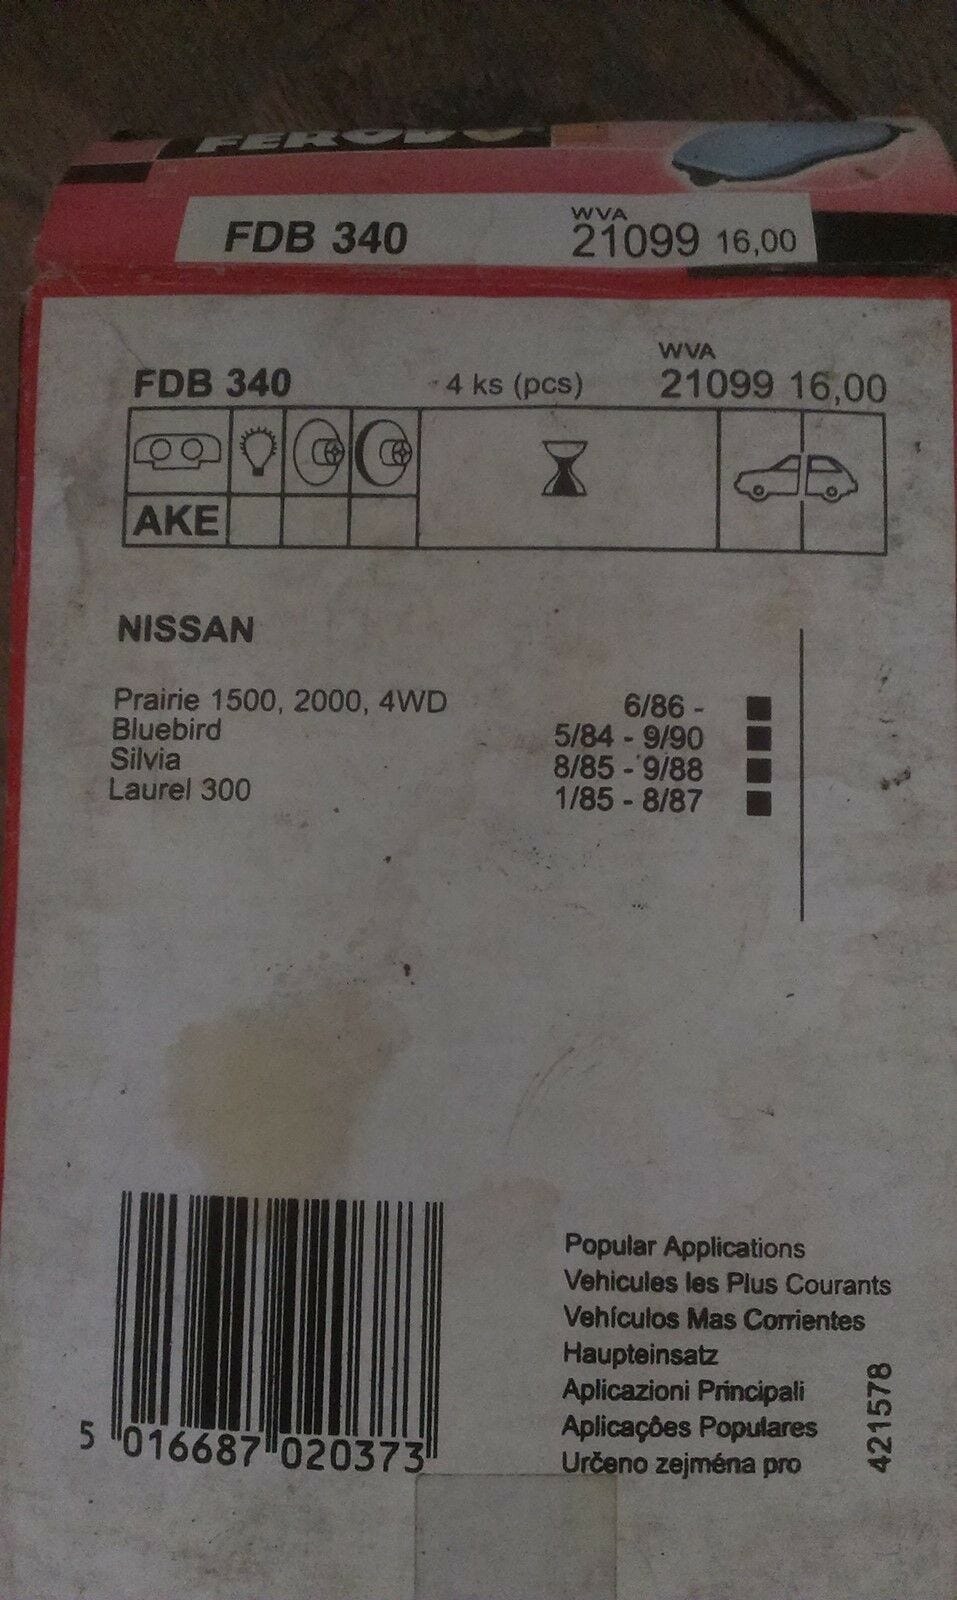 FERODO
FDB 340 WVA 21099 16,00
FDB 340 4 ks (pcs) WVA 21099 16,00
AKE
NISSAN
Prairie 1500, 2000, 4WD 6/86 -
Bluebird 5/84 - 9/90
Silvia 8/85 - 9/88
Laurel 300 1/85 - 8/87
Popular Applications
Vehicules les Plus Courants
Vehículos Mas Corrientes
Haupteinsatz
Aplicazioni Principali
Aplicações Populares
Určeno zejména pro
421578
5 016687 020373